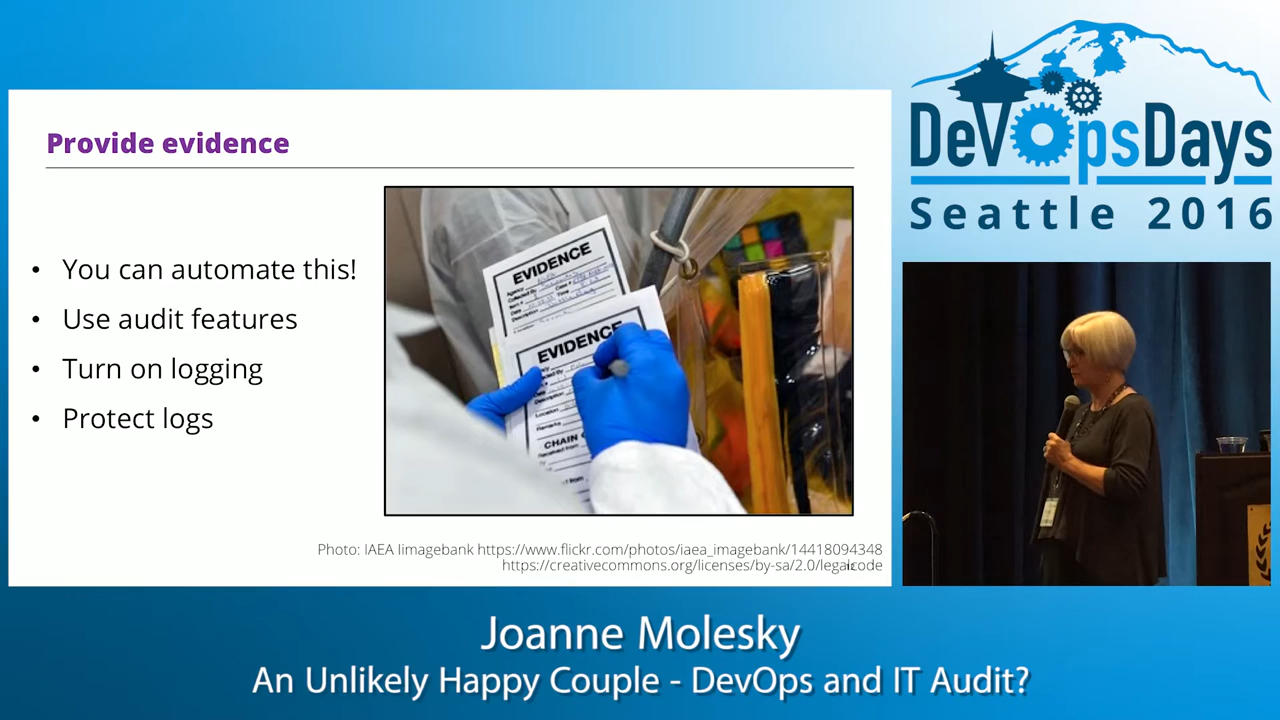 Provide evidence
• You can automate this!
• Use audit features
• Turn on logging
• Protect logs
EVIDENCE
EVIDENCE
CHAIN
Photo: IAEA Iimagebank https://www.flickr.com/photos/iaea_imagebank/14418094348
https://creativecommons.org/licenses/by-sa/2.0/legalcode
DevOpsDays
Seattle 2016
Joanne Molesky
An Unlikely Happy Couple - DevOps and IT Audit?